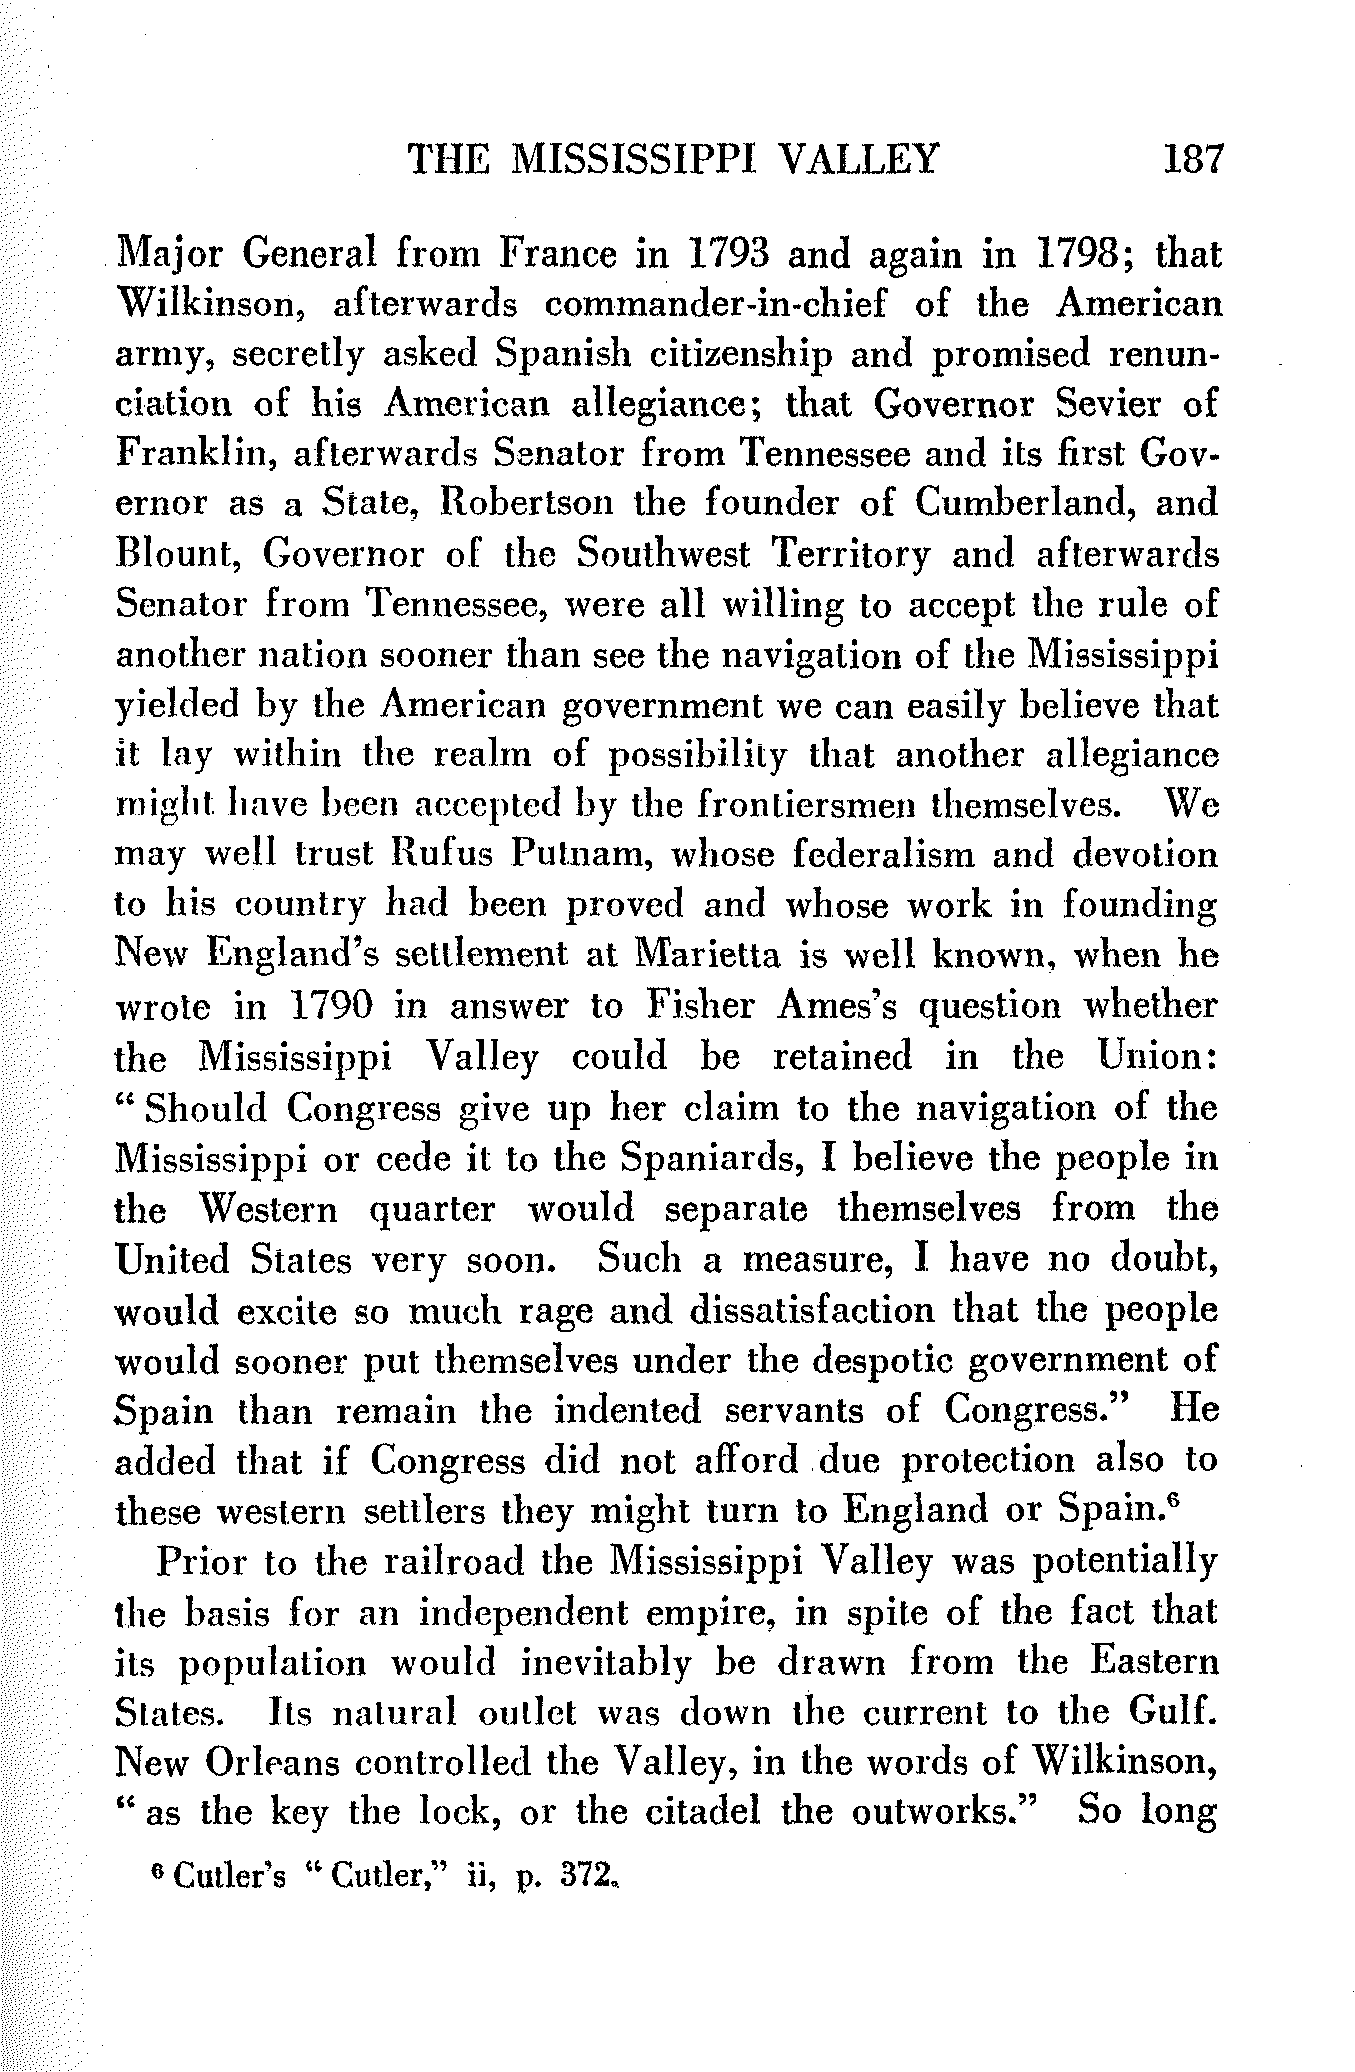 THE MISSISSIPPI VALLEY 187
Major General from France in 1793 and again in 1798; that
Wilkinson, afterwards commander-in-chief of the American
army, secretly asked Spanish citizenship and promised renun-
ciation of his American allegiance; that Governor Sevier of
Franklin, afterwards Senator from Tennessee and its first Gov-
ernor as a State, Robertson the founder of Cumberland, and
Blount, Governor of the Southwest Territory and afterwards
Senator from Tennessee, were all willing to accept the rule of
another nation sooner than see the navigation of the Mississippi
yielded by the American government we can easily believe that
it lay within the realm of possibility that another allegiance
might have been accepted by the frontiersmen themselves. We
may well trust Rufus Putnam, whose federalism and devotion
to his country had been proved and whose work in founding
New England's settlement at Marietta is well known, when he
wrote in 1790 in answer to Fisher Ames's question whether
the Mississippi Valley could be retained in the Union:
“ Should Congress give up her claim to the navigation of the
Mississippi or cede it to the Spaniards, I believe the people in
the Western quarter would separate themselves from the
United States very soon. Such a measure, I have no doubt,
would excite so much rage and dissatisfaction that the people
would sooner put themselves under the despotic government of
Spain than remain the indented servants of Congress.” He
added that if Congress did not afford due protection also to
these western settlers they might turn to England or Spain.⁶
Prior to the railroad the Mississippi Valley was potentially
the basis for an independent empire, in spite of the fact that
its population would inevitably be drawn from the Eastern
States. Its natural outlet was down the current to the Gulf.
New Orleans controlled the Valley, in the words of Wilkinson,
“ as the key the lock, or the citadel the outworks.” So long
⁶ Cutler's “ Cutler,” ii, p. 372.